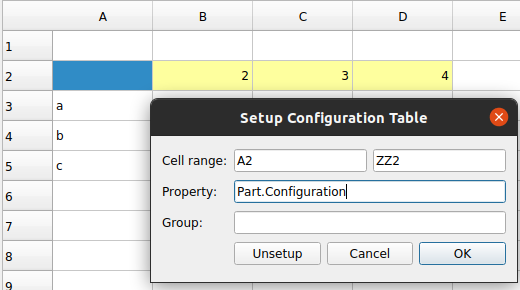 A B C D E
1
2 2 3 4
3 a
Setup Configuration Table
4 b
Cell range: A2 ZZ2
5 c
Property: Part.Configuration
6
Group:
7
Unsetup Cancel OK
8
9